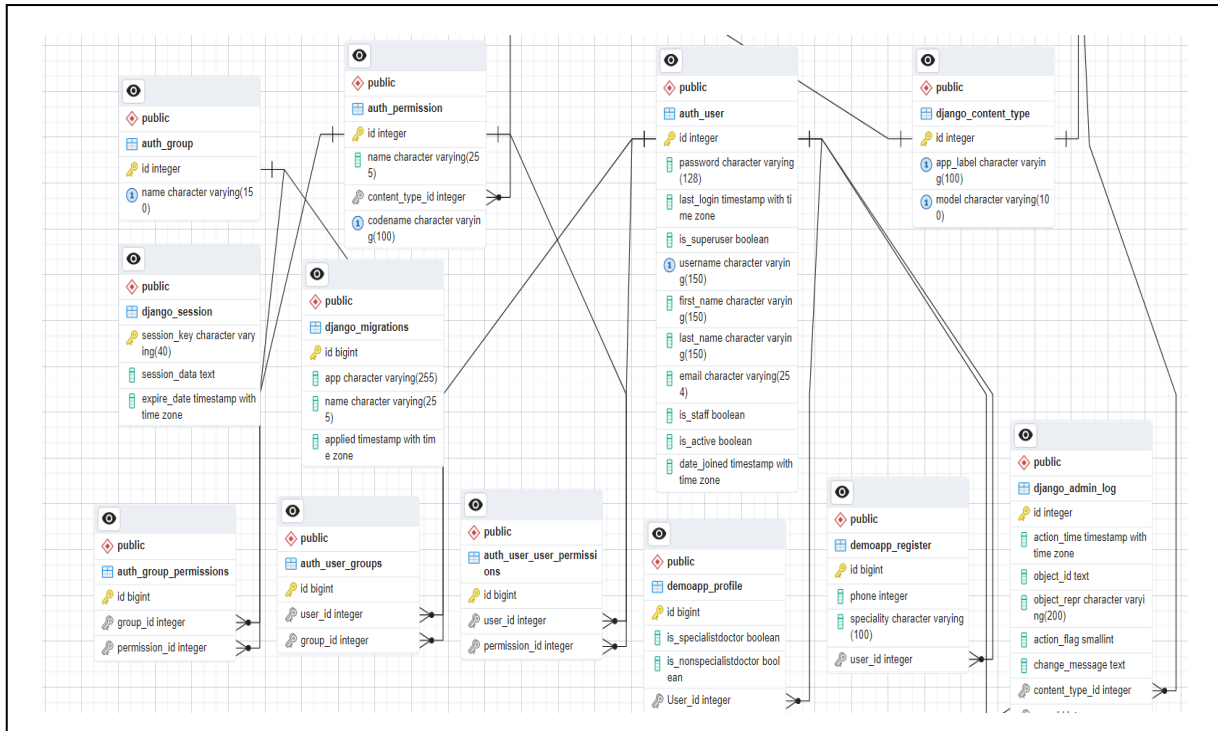 public
auth_group
id integer
name character varying(15
0)
public
auth_permission
id integer
name character varying(25
5)
content_type_id integer
codename character varyin
g(100)
public
auth_user
id integer
password character varying
(128)
last_login timestamp with ti
me zone
is_superuser boolean
username character varyin
g(150)
first_name character varyin
g(150)
last_name character varyin
g(150)
email character varying(25
4)
is_staff boolean
is_active boolean
date_joined timestamp with
time zone
public
django_content_type
id integer
app_label character varyin
g(100)
model character varying(10
0)
public
django_session
session_key character vary
ing(40)
session_data text
expire_date timestamp with
time zone
public
django_migrations
id bigint
app character varying(255)
name character varying(25
5)
applied timestamp with tim
e zone
public
auth_group_permissions
id bigint
group_id integer
permission_id integer
public
auth_user_groups
id bigint
user_id integer
group_id integer
public
auth_user_user_permissi
ons
id bigint
user_id integer
permission_id integer
public
demoapp_profile
id bigint
is_specialistdoctor boolean
is_nonspecialistdoctor bool
ean
User_id integer
public
demoapp_register
id bigint
phone integer
speciality character varying
(100)
user_id integer
public
django_admin_log
id integer
action_time timestamp with
time zone
object_id text
object_repr character varyi
ng(200)
action_flag smallint
change_message text
content_type_id integer